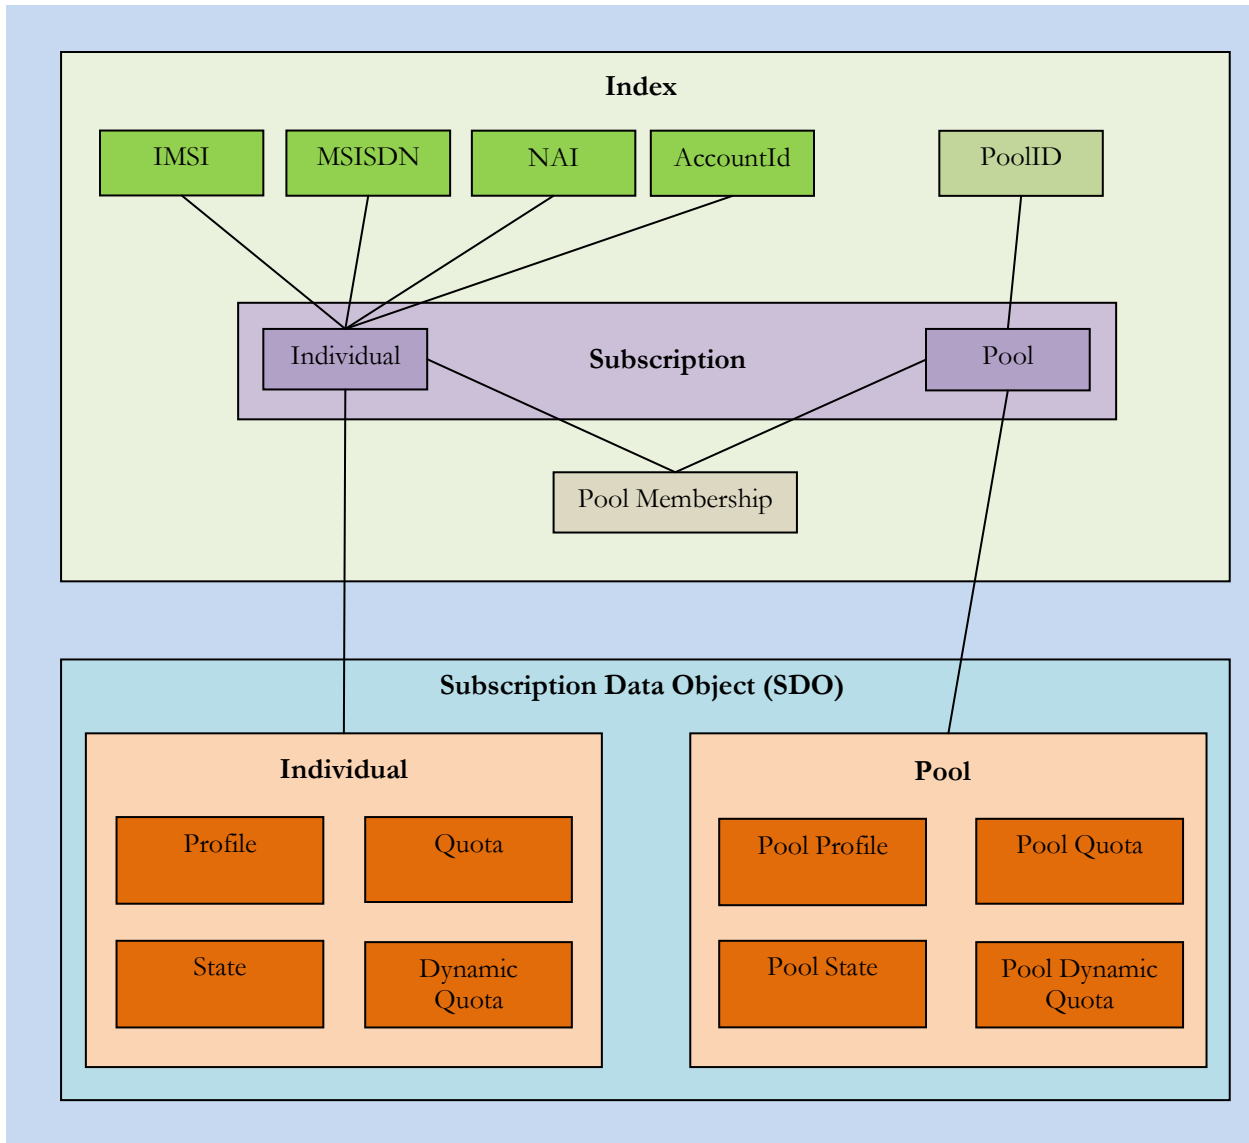 Index
IMSI
MSISDN
NAI
AccountId
PoolID
Individual
Subscription
Pool
Pool Membership
Subscription Data Object (SDO)
Individual
Profile
Quota
State
Dynamic
Quota
Pool
Pool Profile
Pool Quota
Pool State
Pool Dynamic
Quota